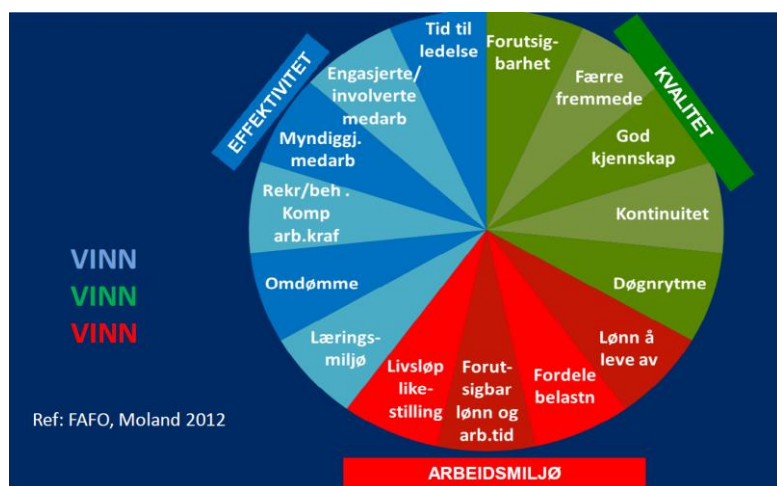 Tid til
ledelse
Forutsig-
barhet
Færre
fremmede
God
kjennskap
Kontinuitet
Døgnrytme
Lønn å
leve av
Fordele
belastn
Forut-
sigbar
lønn og
arb.tid
Livsløp
like-
stilling
Lærings-
miljø
Omdømme
Rekr/beh .
Komp
arb.kraf
Myndiggj.
medarb
Engasjerte/
involverte
medarb
EFFEKTIVITET
KVALITET
ARBEIDSMILJØ
VINN
VINN
VINN
Ref: FAFO, Moland 2012